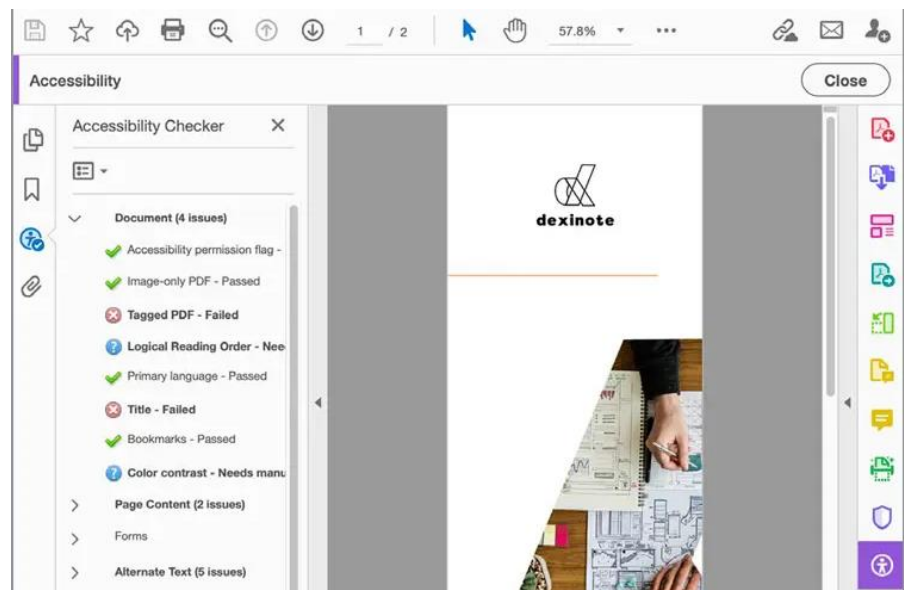 1 / 2
57.8%
Accessibility
Close
Accessibility Checker
Document (4 issues)
Accessibility permission flag -
Image-only PDF - Passed
Tagged PDF - Failed
Logical Reading Order - Nee
Primary language - Passed
Title - Failed
Bookmarks - Passed
Color contrast - Needs manu
Page Content (2 issues)
Forms
Alternate Text (5 issues)
dexinote